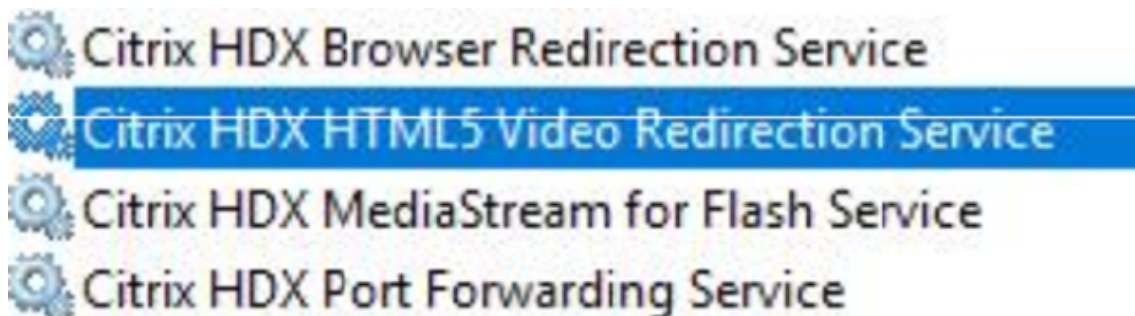 Citrix HDX Browser Redirection Service
Citrix HDX HTML5 Video Redirection Service
Citrix HDX MediaStream for Flash Service
Citrix HDX Port Forwarding Service